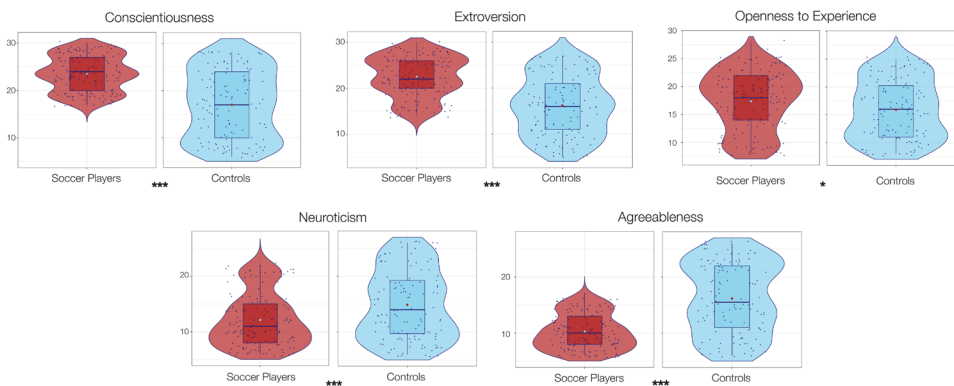 Conscientiousness
30
20
10
Soccer Players
***
Controls
Extroversion
30
20
10
Soccer Players
***
Controls
Openness to Experience
30
25
20
15
10
Soccer Players
*
Controls
Neuroticism
20
10
Soccer Players
***
Controls
Agreeableness
20
10
Soccer Players
***
Controls